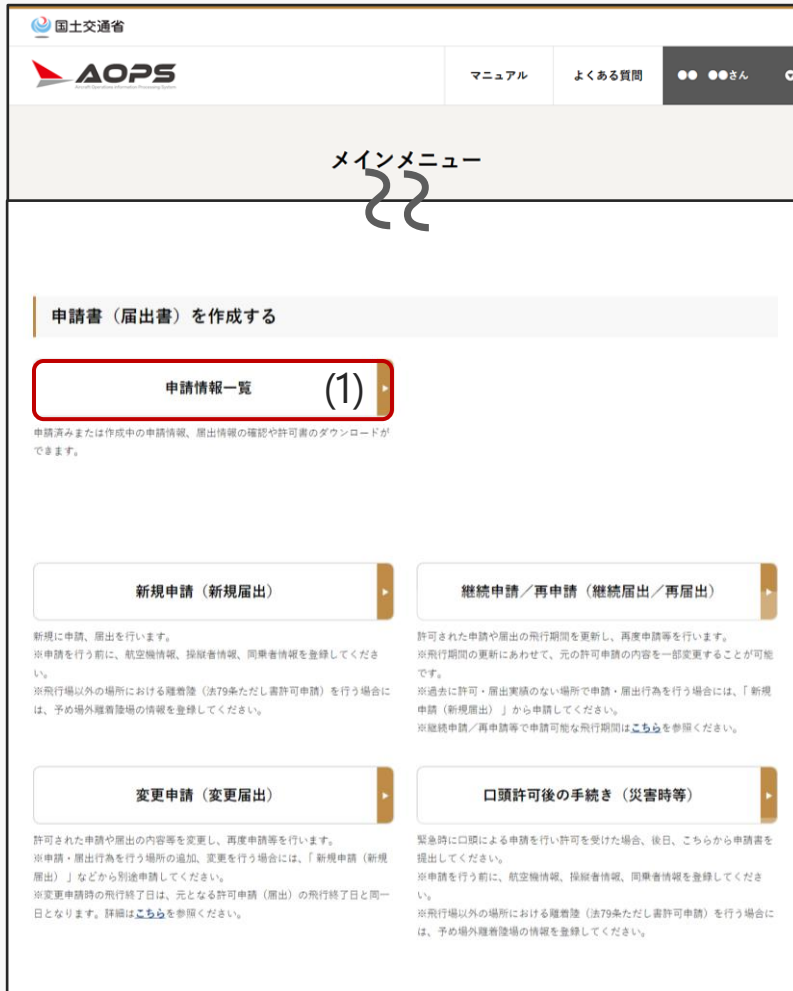 国土交通省
AOPS
Aircraft Operations Information Processing System
マニュアル
よくある質問
●● ●●さん
メインメニュー
申請書（届出書）を作成する
申請情報一覧
(1)
申請済みまたは作成中の申請情報、届出情報の確認や許可書のダウンロードが
できます。
新規申請（新規届出）
新規に申請、届出を行います。
※申請を行う前に、航空機情報、操縦者情報、同乗者情報を登録してくださ
い。
※飛行場以外の場所における離着陸（法79条ただし書許可申請）を行う場合に
は、予め場外離着陸場の情報を登録してください。
継続申請／再申請（継続届出／再届出）
許可された申請や届出の飛行期間を更新し、再度申請等を行います。
※飛行期間の更新にあわせて、元の許可申請の内容を一部変更することが可能
です。
※過去に許可・届出実績のない場所で申請・届出行為を行う場合には、「 新規
申請（新規届出） 」から申請してください。
※継続申請／再申請等で申請可能な飛行期間はこちらを参照ください。
変更申請（変更届出）
許可された申請や届出の内容等を変更し、再度申請等を行います。
※申請・届出行為を行う場所の追加、変更を行う場合には、「 新規申請（新規
届出） 」などから別途申請してください。
※変更申請時の飛行終了日は、元となる許可申請（届出）の飛行終了日と同一
日となります。詳細はこちらを参照ください。
口頭許可後の手続き（災害時等）
緊急時に口頭による申請を行い許可を受けた場合、後日、こちらから申請書を
提出してください。
※申請を行う前に、航空機情報、操縦者情報、同乗者情報を登録してくださ
い。
※飛行場以外の場所における離着陸（法79条ただし書許可申請）を行う場合に
は、予め場外離着陸場の情報を登録してください。